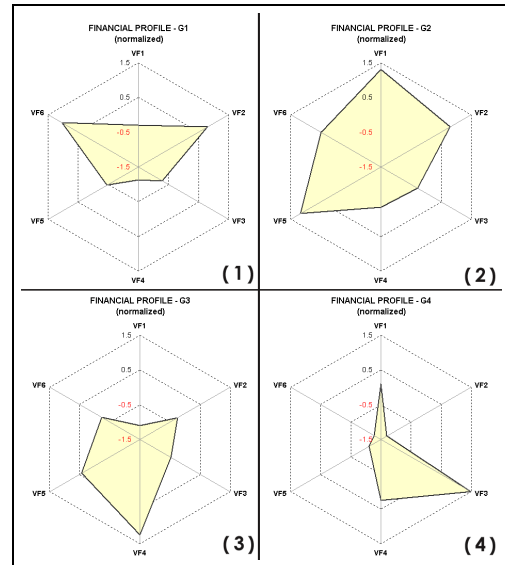 FINANCIAL PROFILE - G1
(normalized)
VF1
1.5
0.5
-0.5
-1.5
VF2
VF3
VF4
VF5
VF6
(1)
FINANCIAL PROFILE - G2
(normalized)
VF1
1.5
0.5
-0.5
-1.5
VF2
VF3
VF4
VF5
VF6
(2)
FINANCIAL PROFILE - G3
(normalized)
VF1
1.5
0.5
-0.5
-1.5
VF2
VF3
VF4
VF5
VF6
(3)
FINANCIAL PROFILE - G4
(normalized)
VF1
1.5
0.5
-0.5
-1.5
VF2
VF3
VF4
VF5
VF6
(4)